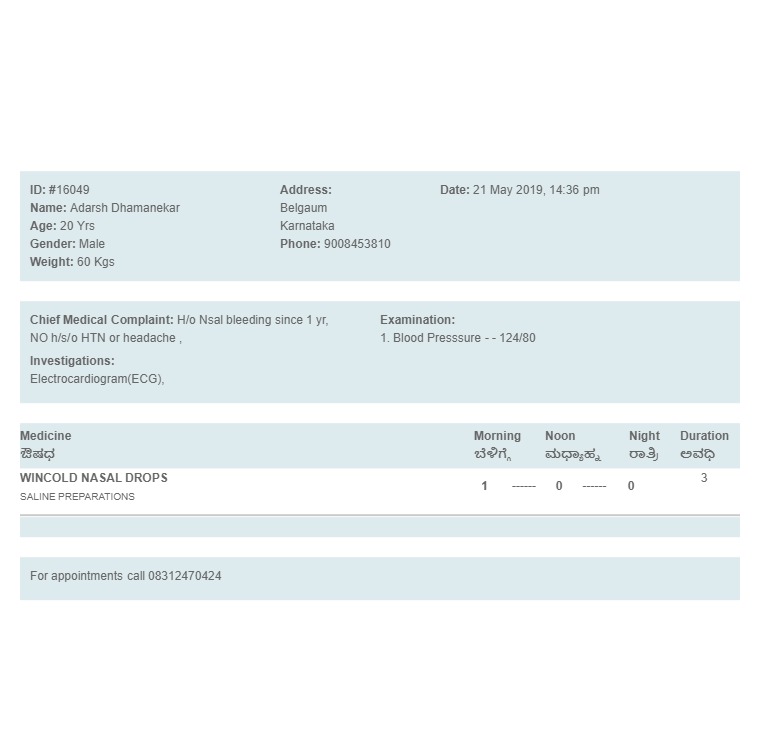 ID: #16049
Name: Adarsh Dhamanekar
Age: 20 Yrs
Gender: Male
Weight: 60 Kgs
Address:
Belgaum
Karnataka
Phone: 9008453810
Date: 21 May 2019, 14:36 pm
Chief Medical Complaint: H/o Nsal bleeding since 1 yr,
NO h/s/o HTN or headache ,
Investigations:
Electrocardiogram(ECG),
Examination:
1. Blood Presssure - - 124/80
Medicine Morning Noon Night Duration
ಔಷಧ ಬೆಳಿಗ್ಗೆ ಮಧ್ಯಾಹ್ನ ರಾತ್ರಿ ಅವಧಿ
WINCOLD NASAL DROPS 3
1 ------ 0 ------ 0
SALINE PREPARATIONS
For appointments call 08312470424